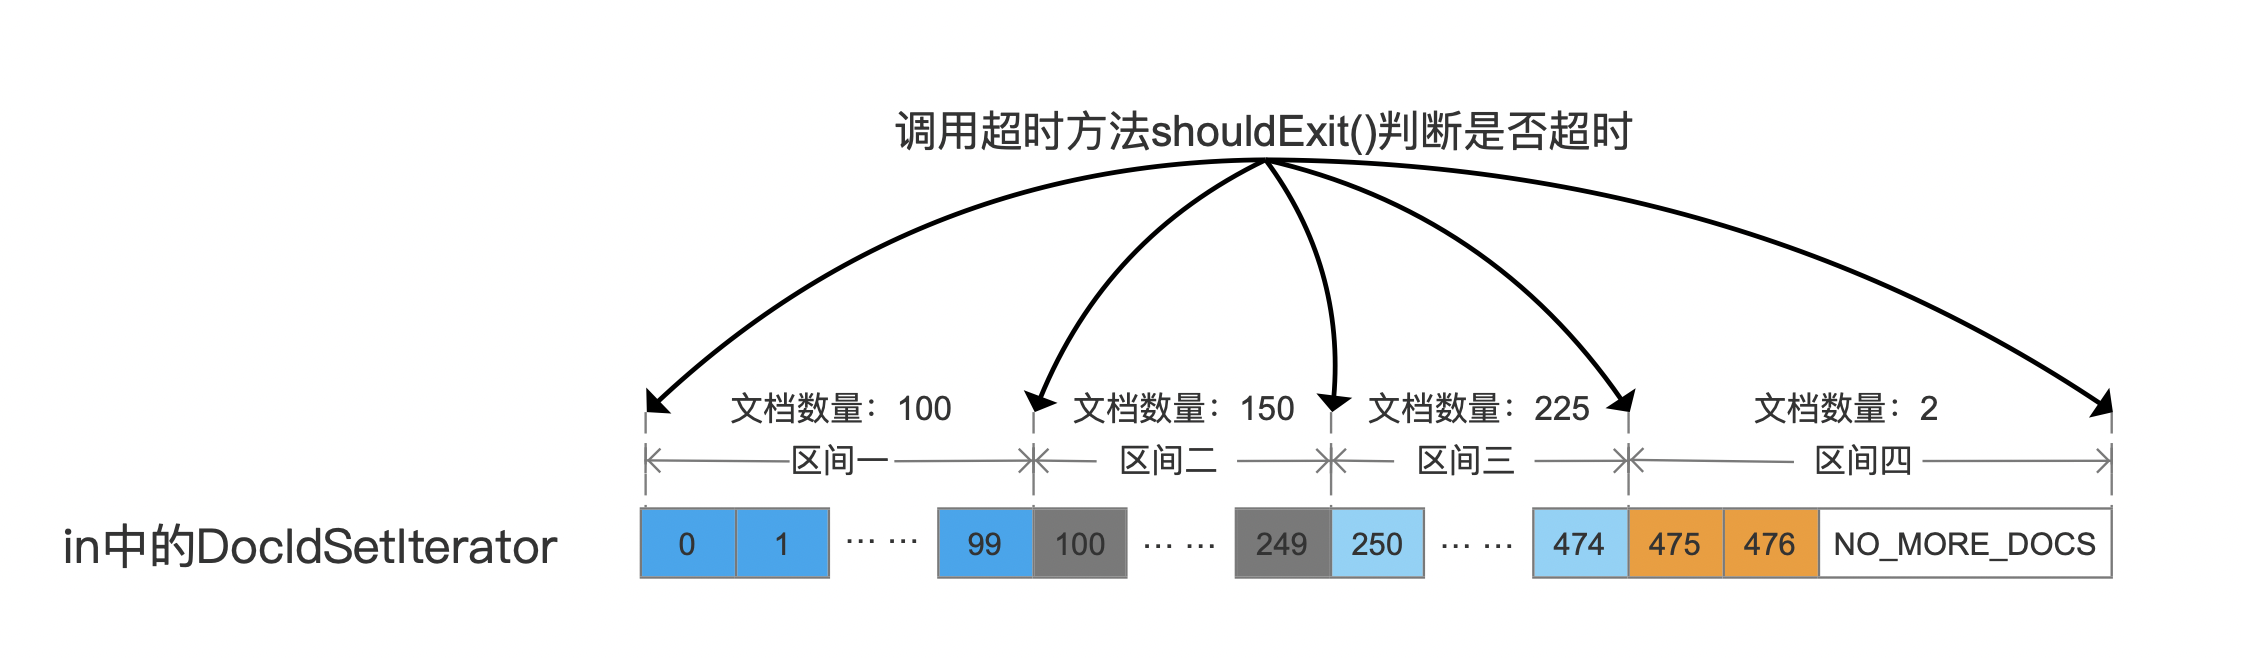 调用超时方法shouldExit()判断是否超时
文档数量：100 文档数量：150 文档数量：225 文档数量：2
区间一 区间二 区间三 区间四
in中的DocIdSetIterator 0 1 ... ... 99 100 ... ... 249 250 ... ... 474 475 476 NO_MORE_DOCS